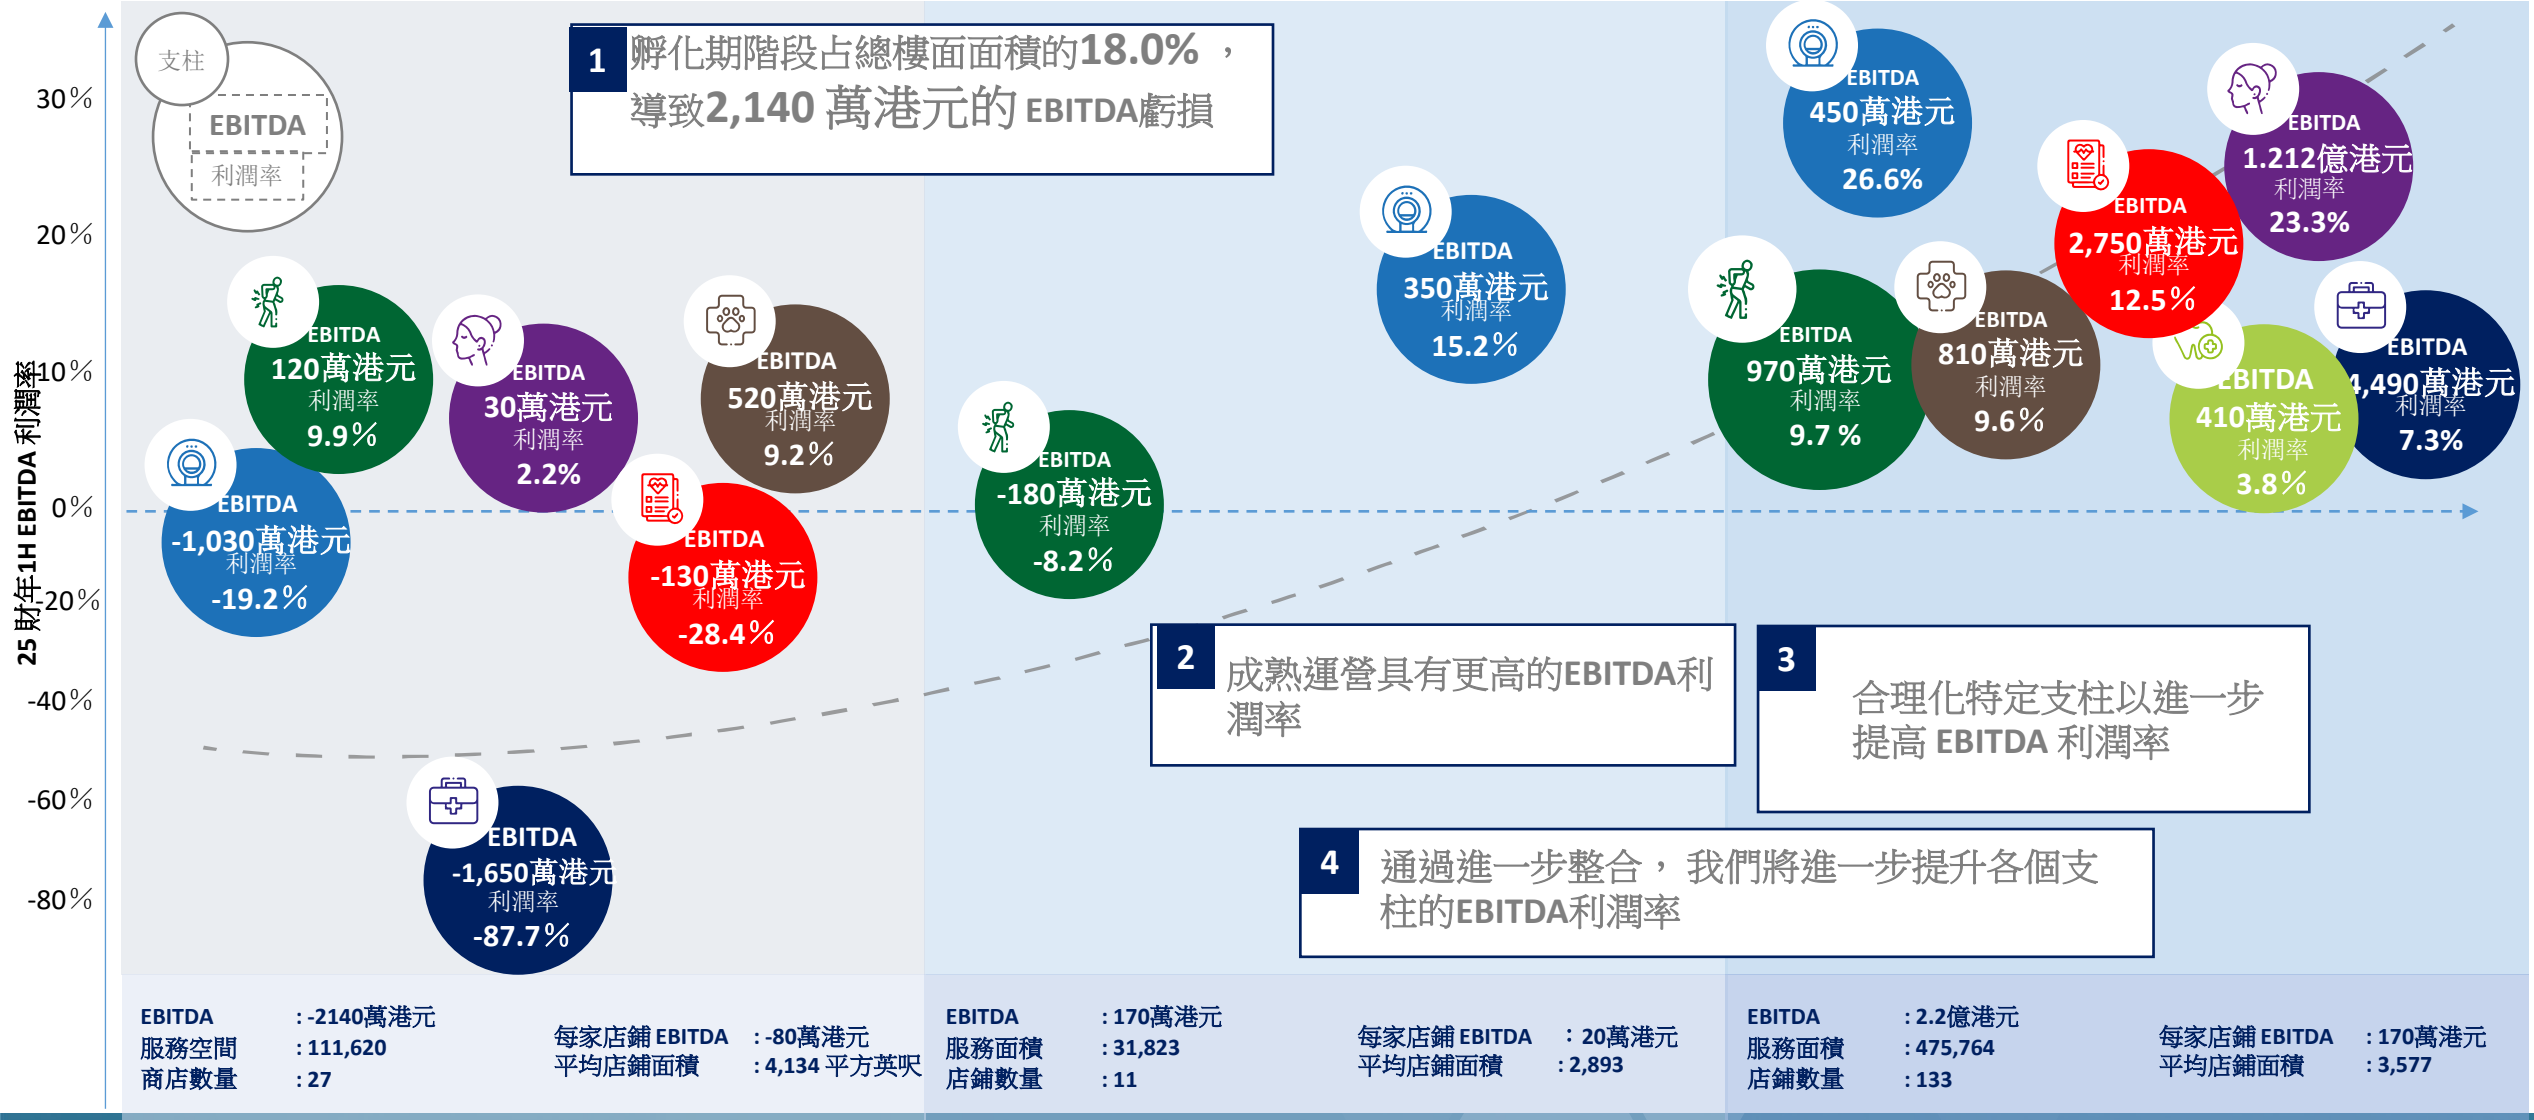 25 財年1H EBITDA 利潤率
30%
20%
10%
0%
-20%
-40%
-60%
-80%
支柱
EBITDA
利潤率
1
孵化期階段占總樓面面積的18.0%，
導致2,140 萬港元的 EBITDA虧損
EBITDA
-1,030萬港元
利潤率
-19.2%
EBITDA
120萬港元
利潤率
9.9%
EBITDA
30萬港元
利潤率
2.2%
EBITDA
-130萬港元
利潤率
-28.4%
EBITDA
520萬港元
利潤率
9.2%
EBITDA
-1,650萬港元
利潤率
-87.7%
EBITDA
-180萬港元
利潤率
-8.2%
EBITDA
350萬港元
利潤率
15.2%
EBITDA
450萬港元
利潤率
26.6%
EBITDA
970萬港元
利潤率
9.7 %
EBITDA
810萬港元
利潤率
9.6%
EBITDA
2,750萬港元
利潤率
12.5%
EBITDA
1.212億港元
利潤率
23.3%
EBITDA
410萬港元
利潤率
3.8%
EBITDA
4,490萬港元
利潤率
7.3%
2
成熟運營具有更高的EBITDA利
潤率
3
合理化特定支柱以進一步
提高 EBITDA 利潤率
4
通過進一步整合， 我們將進一步提升各個支
柱的EBITDA利潤率
EBITDA : -2140萬港元
服務空間 : 111,620
商店數量 : 27
每家店鋪 EBITDA : -80萬港元
平均店鋪面積 : 4,134 平方英呎
EBITDA : 170萬港元
服務面積 : 31,823
店鋪數量 : 11
每家店鋪 EBITDA ：20萬港元
平均店鋪面積 : 2,893
EBITDA : 2.2億港元
服務面積 : 475,764
店鋪數量 : 133
每家店鋪 EBITDA : 170萬港元
平均店鋪面積 : 3,577